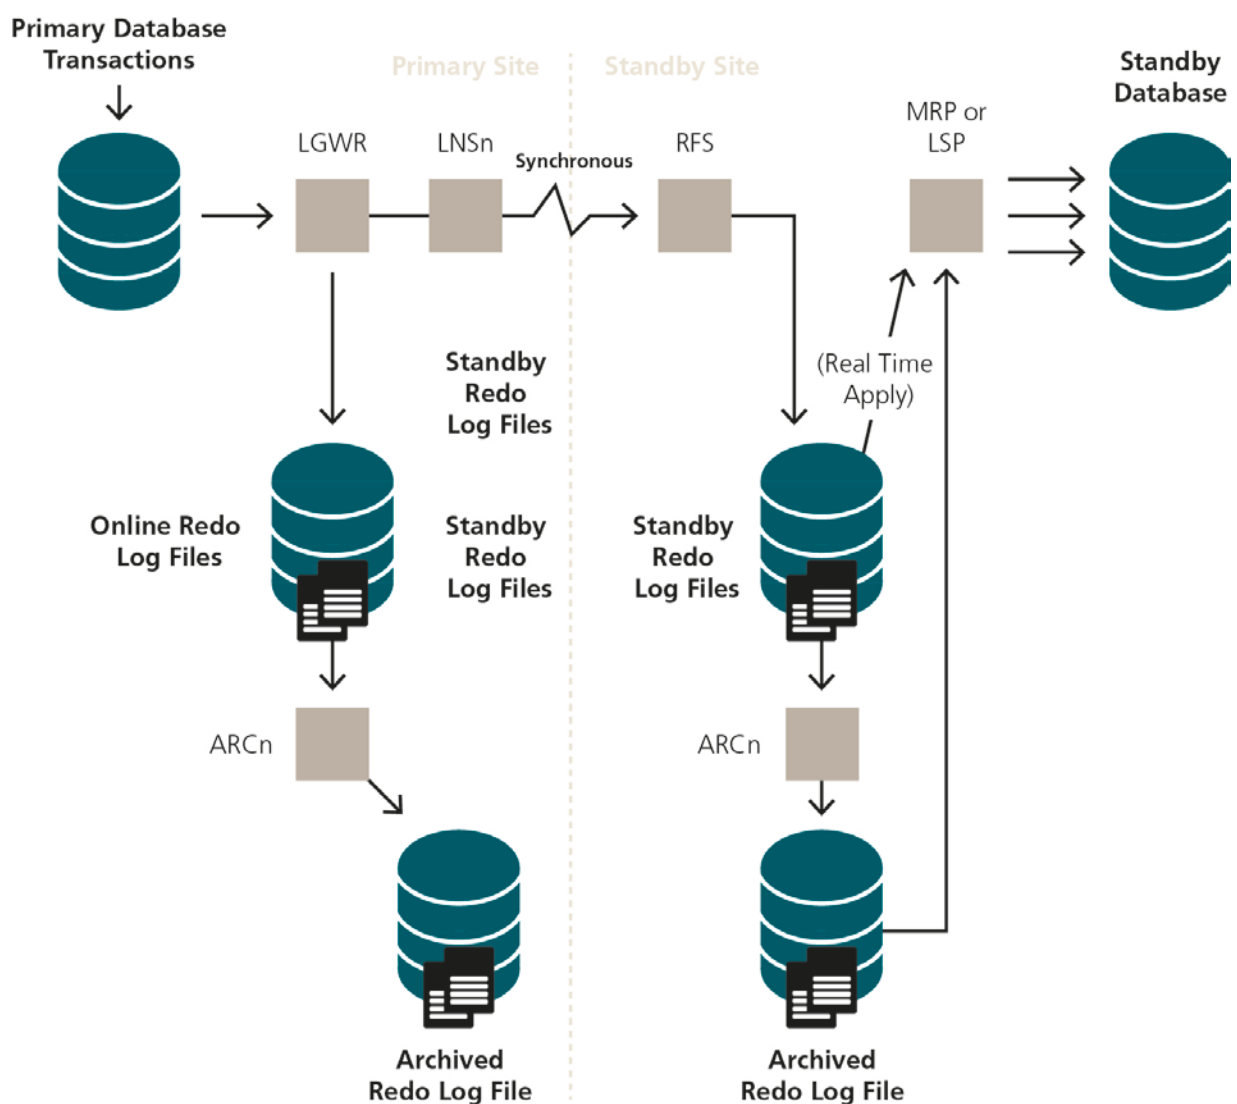 Primary Database
Transactions
Primary Site
Standby Site
Standby
Database
LGWR
LNSn
Synchronous
RFS
MRP or
LSP
Standby
Redo
Log Files
(Real Time
Apply)
Online Redo
Log Files
Standby
Redo
Log Files
Standby
Redo
Log Files
ARCn
ARCn
Archived
Redo Log File
Archived
Redo Log File